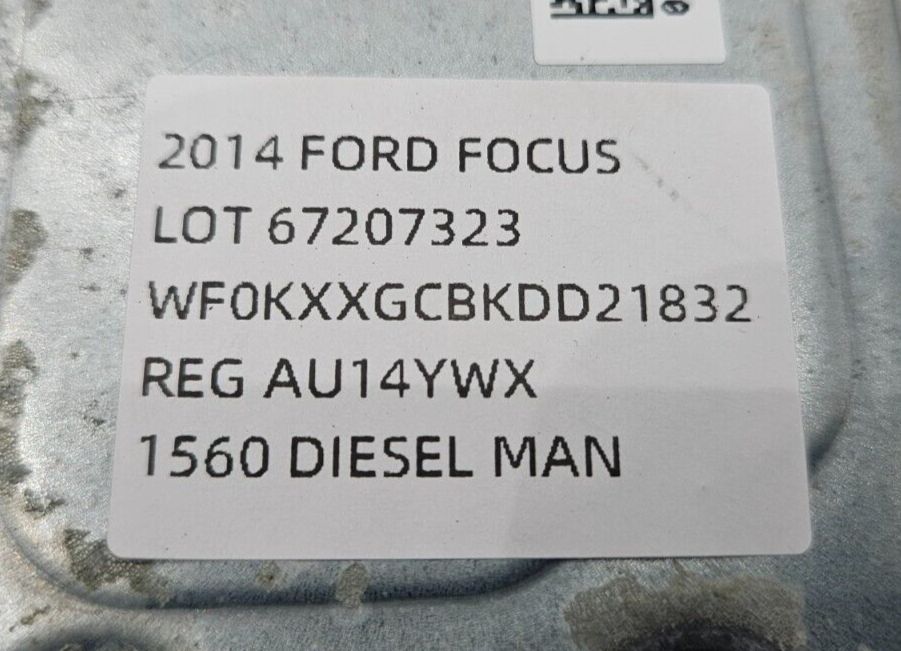 2014 FORD FOCUS
LOT 67207323
WF0KXXGCBKDD21832
REG AU14YWX
1560 DIESEL MAN